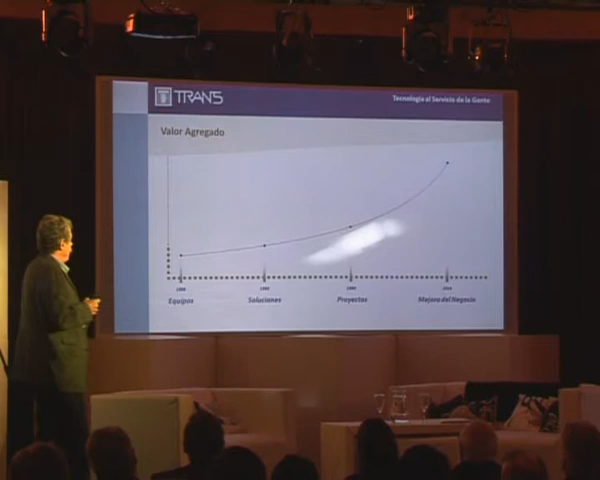 TRANS
Tecnología al Servicio de la Gente
Valor Agregado
Equipos
Soluciones
Proyectos
Mejora del Negocio